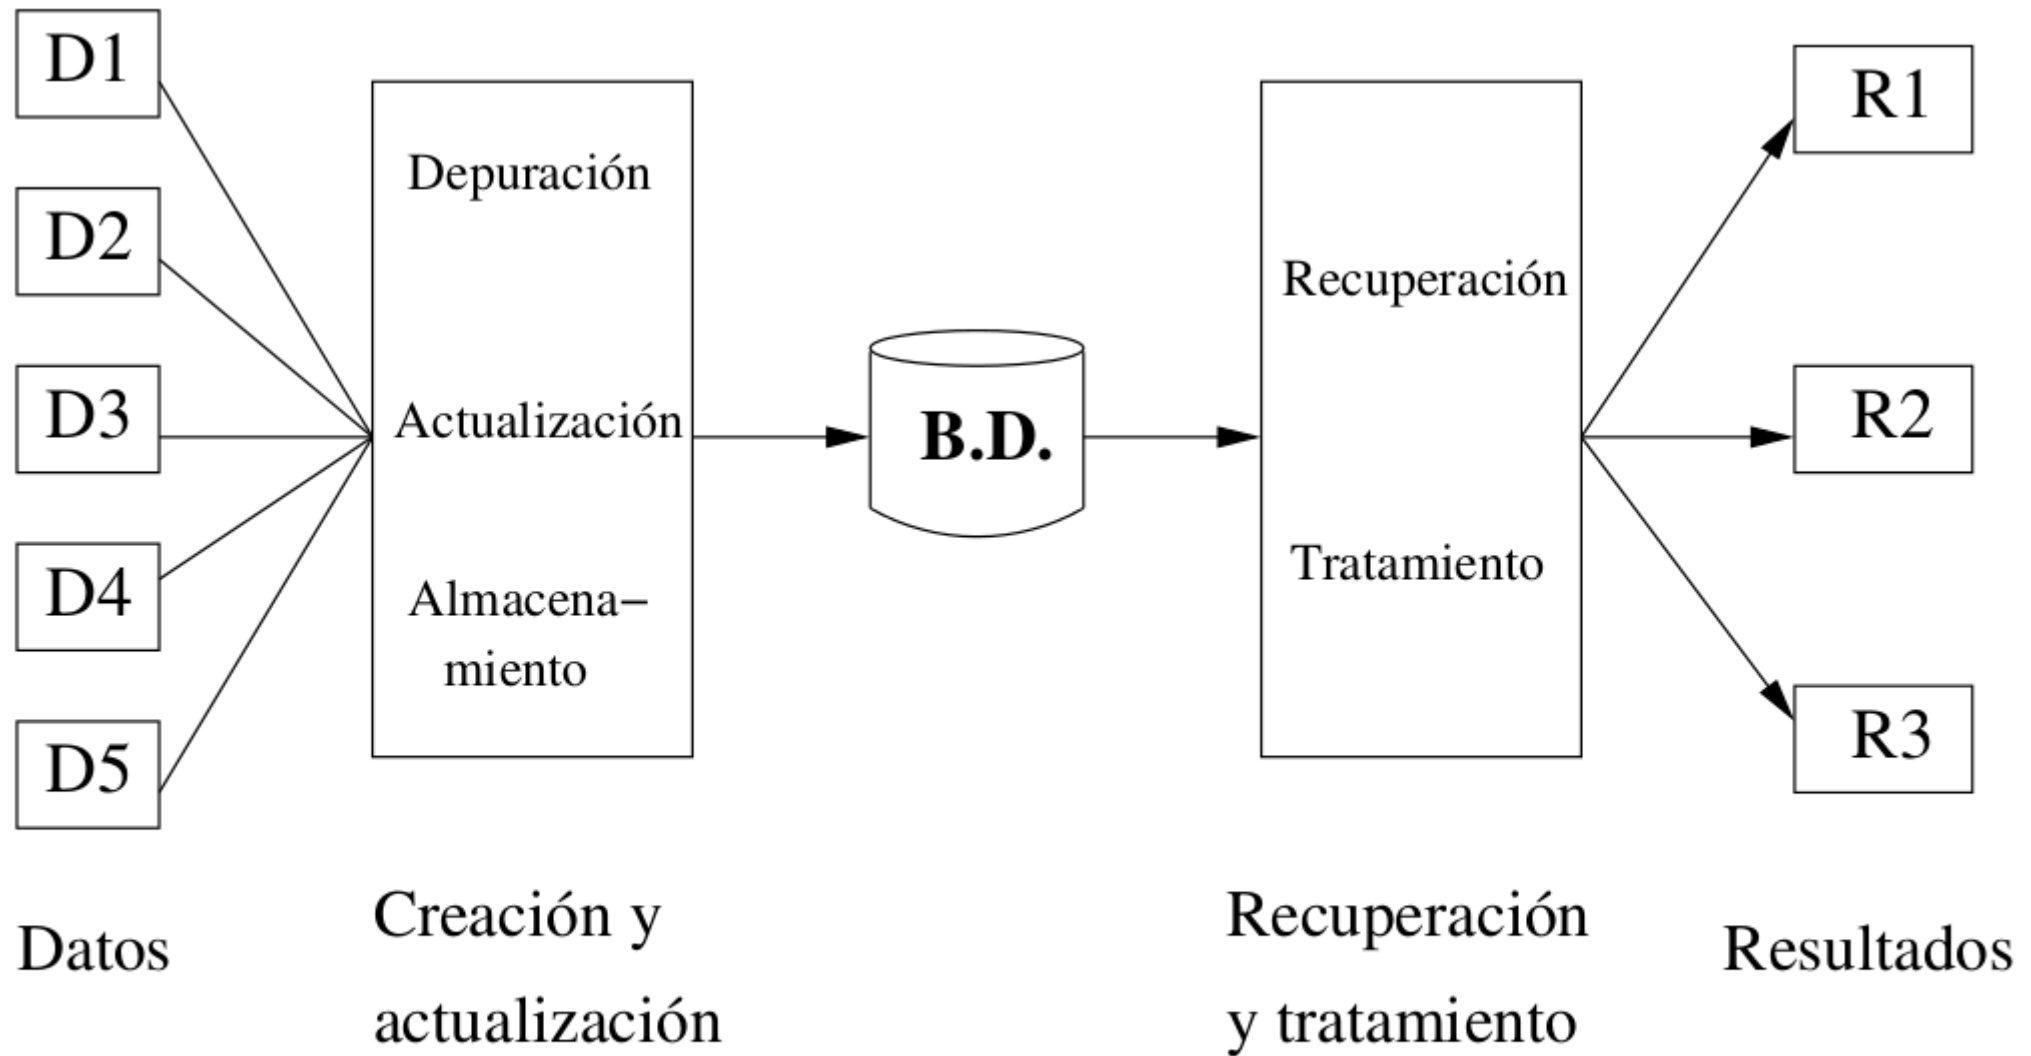 D1
D2
D3
D4
D5
Depuración
Actualización
Almacena–
miento
B.D.
Recuperación
Tratamiento
R1
R2
R3
Datos
Creación y
actualización
Recuperación
y tratamiento
Resultados